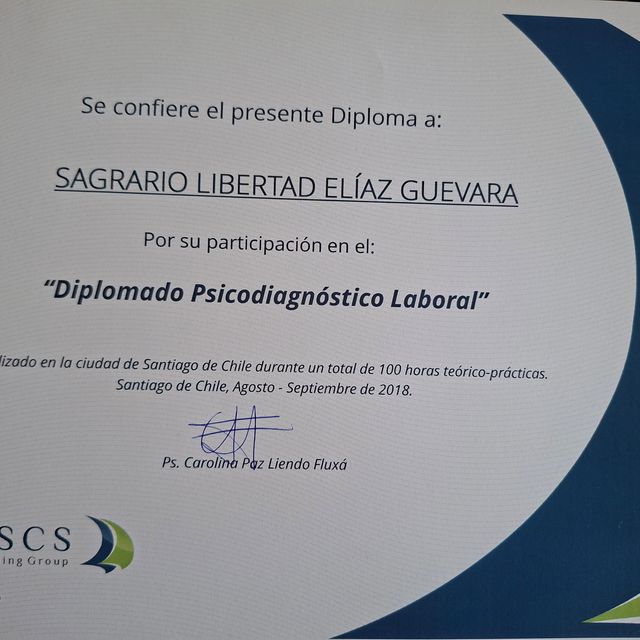 Se confiere el presente Diploma a:
SAGRARIO LIBERTAD ELÍAZ GUEVARA
Por su participación en el:
“Diplomado Psicodiagnóstico Laboral”
lizado en la ciudad de Santiago de Chile durante un total de 100 horas teórico-prácticas.
Santiago de Chile, Agosto - Septiembre de 2018.
Ps. Carolina Paz Liendo Fluxá
SCS
ing Group